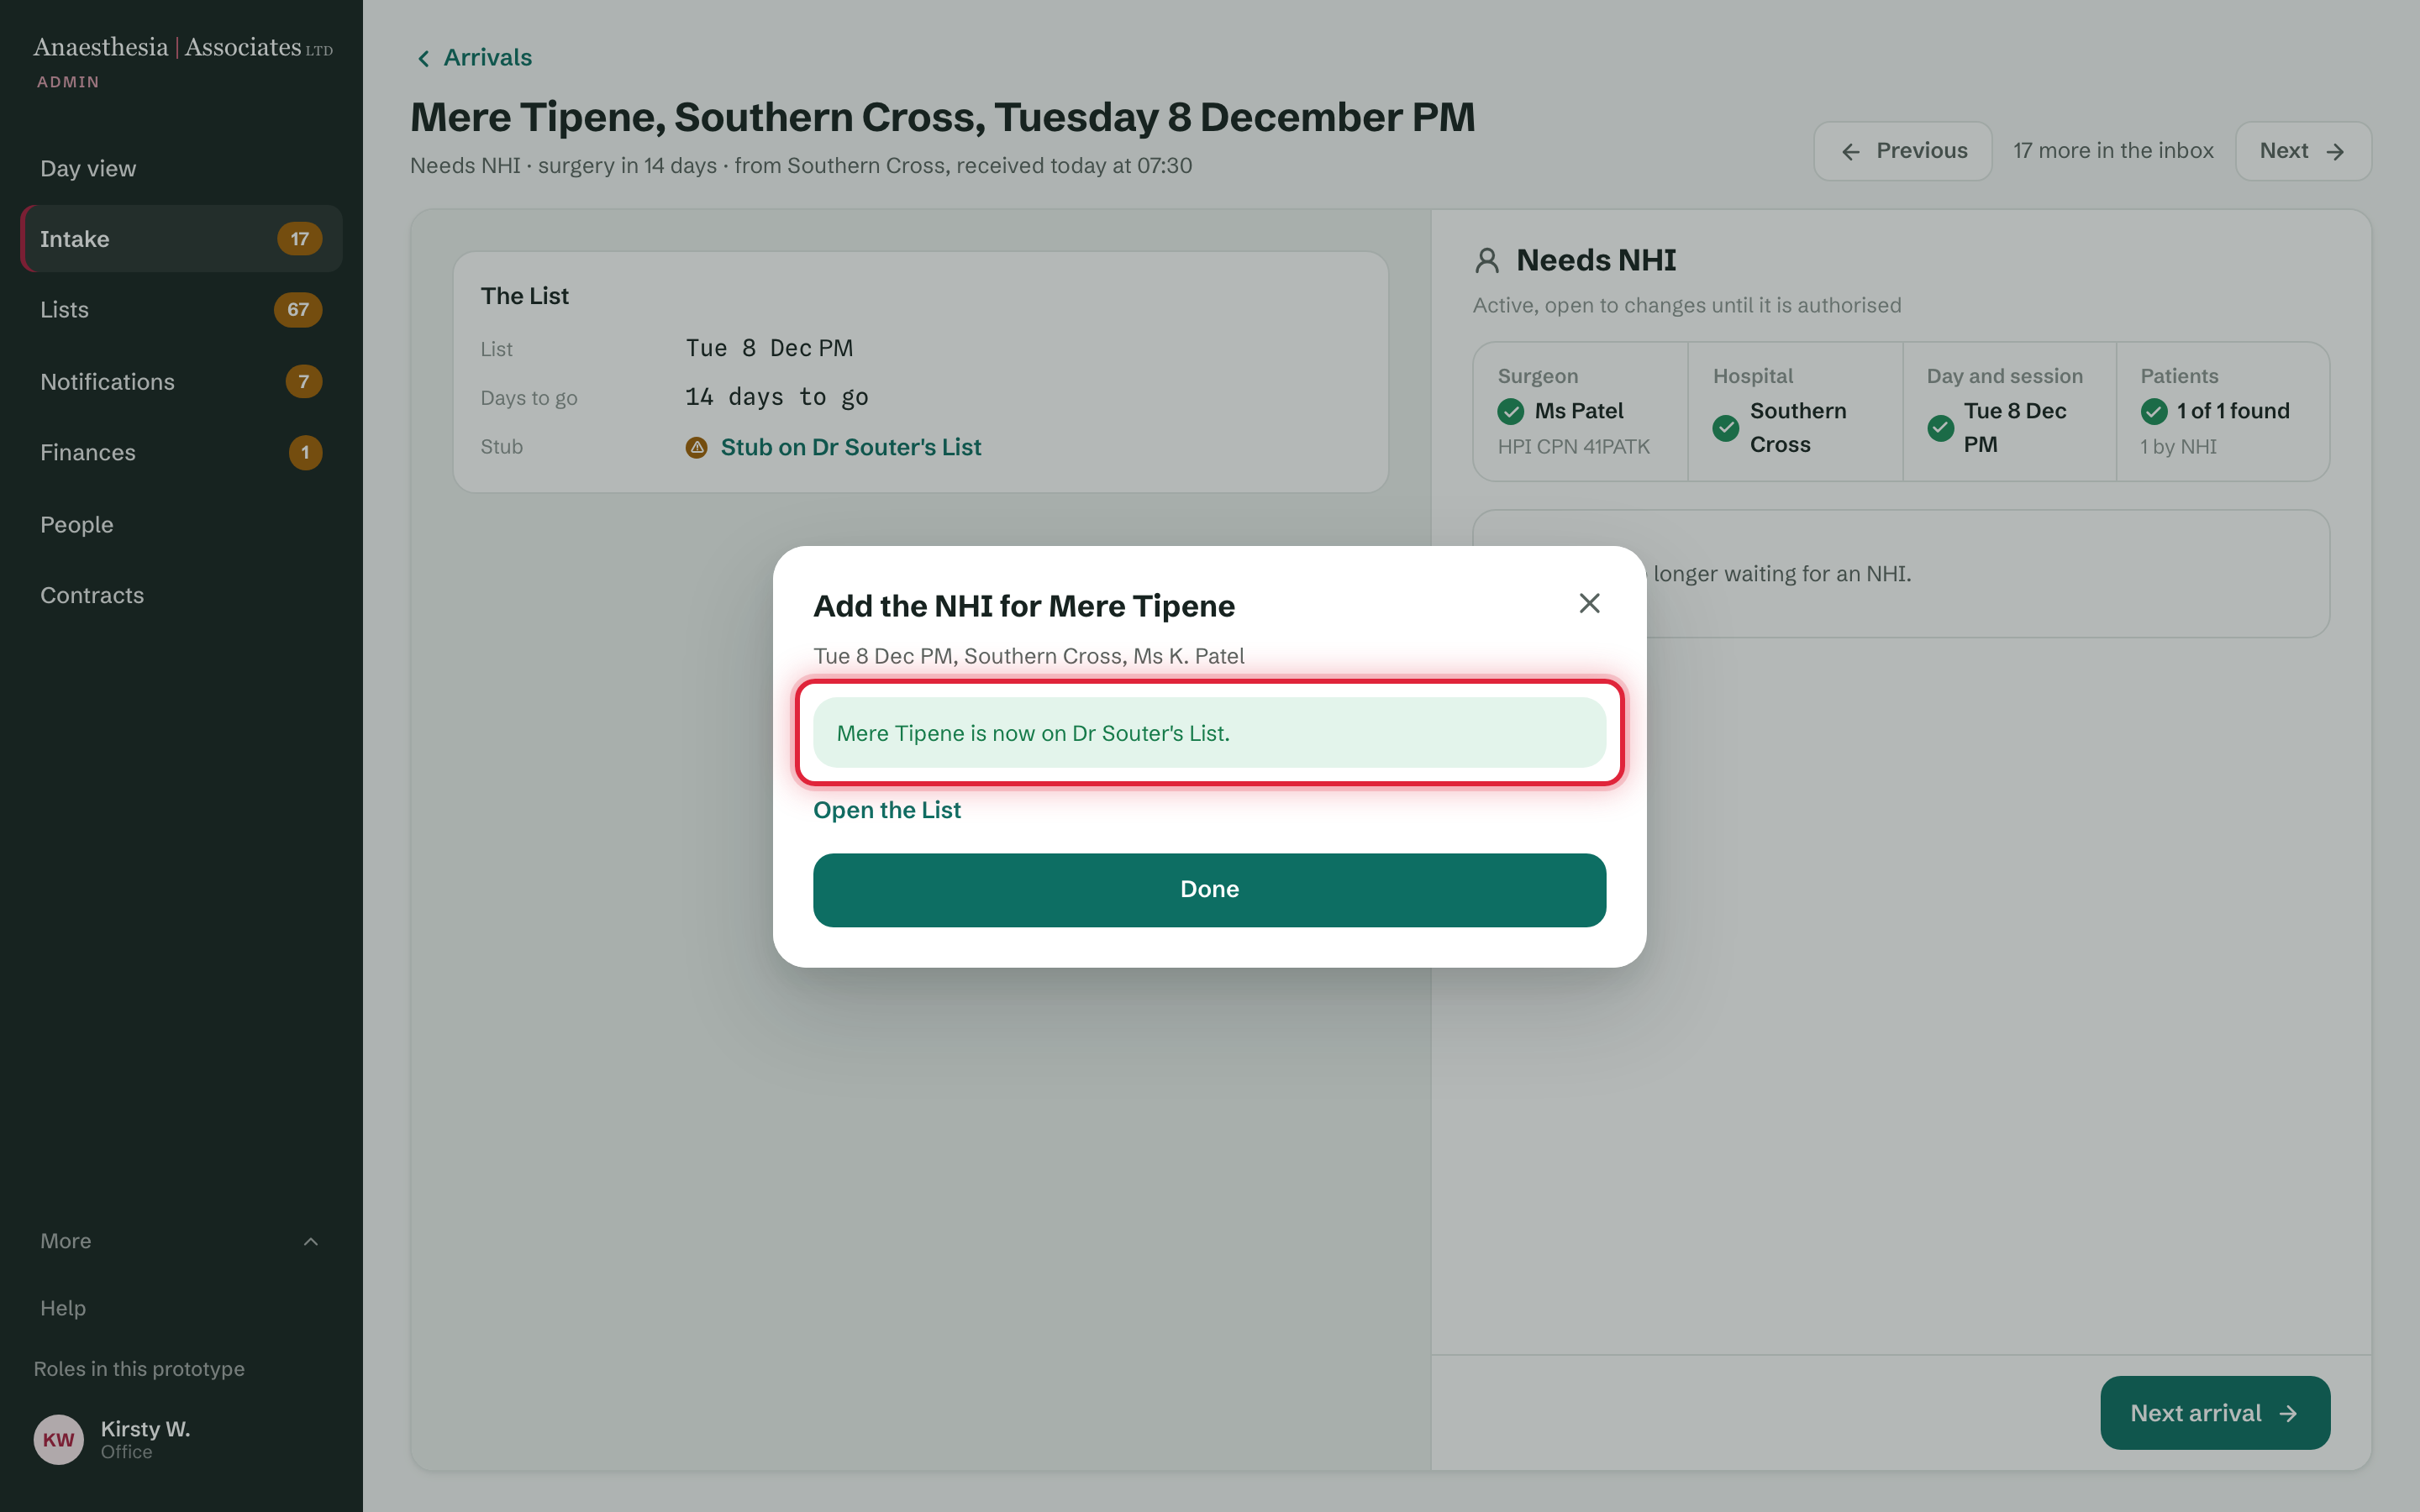 Anaesthesia | Associates LTD
ADMIN
Day view
Intake 17
Lists 67
Notifications 7
Finances 1
People
Contracts
More
Help
Roles in this prototype
KW
Kirsty W.
Office
Arrivals
Mere Tipene, Southern Cross, Tuesday 8 December PM
Needs NHI · surgery in 14 days · from Southern Cross, received today at 07:30
Previous
17 more in the inbox
Next
The List
List Tue 8 Dec PM
Days to go 14 days to go
Stub Stub on Dr Souter's List
Needs NHI
Active, open to changes until it is authorised
Surgeon
Ms Patel
HPI CPN 41PATK
Hospital
Southern
Cross
Day and session
Tue 8 Dec
PM
Patients
1 of 1 found
1 by NHI
longer waiting for an NHI.
Add the NHI for Mere Tipene
Tue 8 Dec PM, Southern Cross, Ms K. Patel
Mere Tipene is now on Dr Souter's List.
Open the List
Done
Next arrival